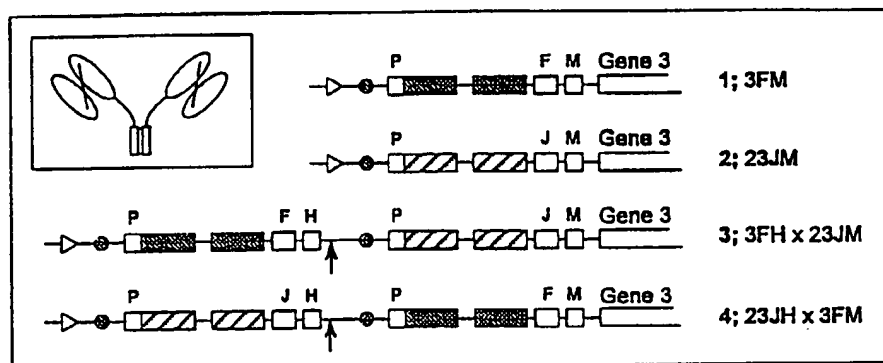 P F M Gene 3 1; 3FM
P J M Gene 3 2; 23JM
P F H P J M Gene 3 3; 3FH x 23JM
P J H P F M Gene 3 4; 23JH x 3FM